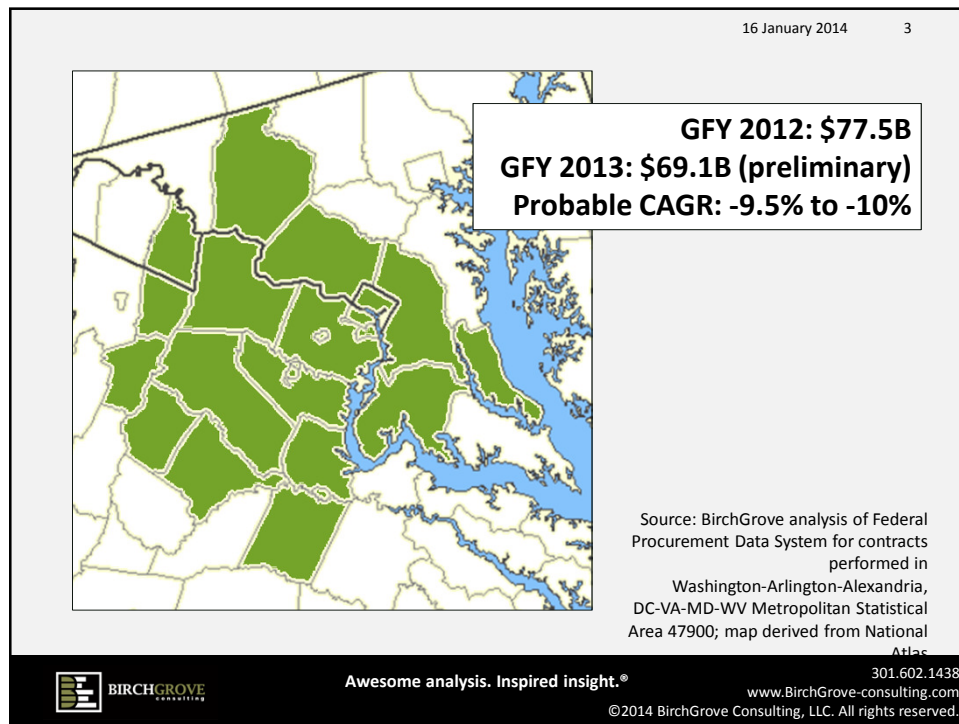 16 January 2014 3
GFY 2012: $77.5B
GFY 2013: $69.1B (preliminary)
Probable CAGR: -9.5% to -10%
Source: BirchGrove analysis of Federal
Procurement Data System for contracts
performed in
Washington-Arlington-Alexandria,
DC-VA-MD-WV Metropolitan Statistical
Area 47900; map derived from National
Atlas
BIRCHGROVE
consulting
Awesome analysis. Inspired insight.®
301.602.1438
www.BirchGrove-consulting.com
©2014 BirchGrove Consulting, LLC. All rights reserved.